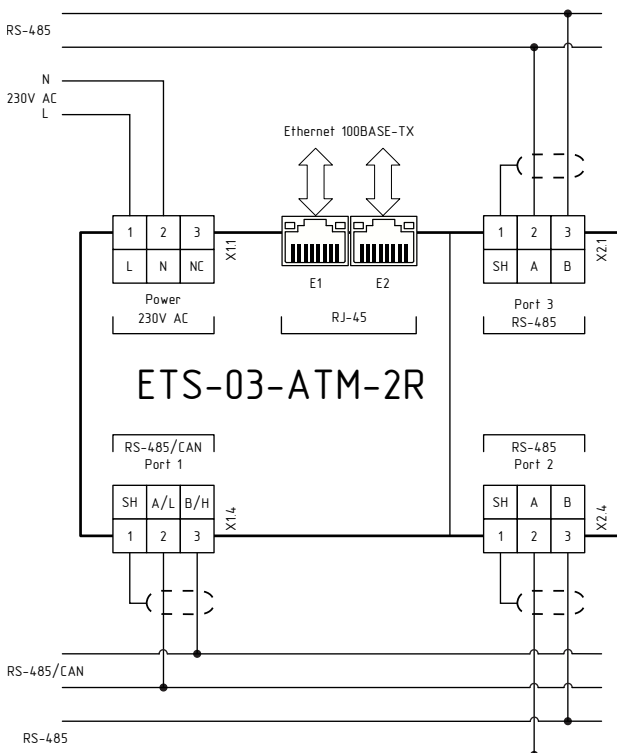 RS-485
N
230V AC
L
Ethernet 100BASE-TX
1 2 3
L N NC
X1.1
E1 E2
1 2 3
SH A B
X2.1
Power
230V AC
RJ-45
Port 3
RS-485
ETS-03-ATM-2R
RS-485/CAN
Port 1
RS-485
Port 2
SH A/L B/H
1 2 3
X1.4
SH A B
1 2 3
X2.4
RS-485/CAN
RS-485